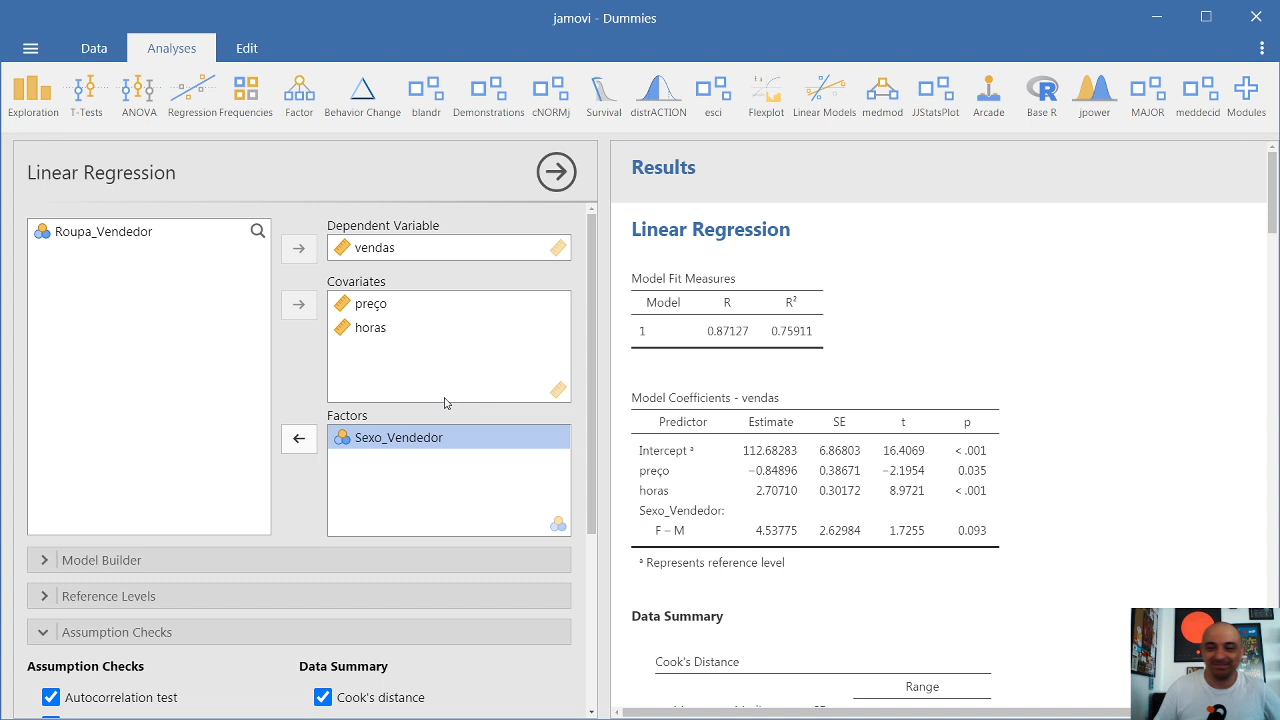 jamovi - Dummies
Data
Analyses
Edit
Exploration
T-Tests
ANOVA
Regression
Frequencies
Factor
Behavior Change
blandr
Demonstrations
cNORMj
Survival
distrACTION
esci
Flexplot
Linear Models
medmod
JJStatsPlot
Arcade
Base R
jpower
MAJOR
meddecid
Modules
Linear Regression
Roupa_Vendedor
Dependent Variable
vendas
Covariates
preço
horas
Factors
Sexo_Vendedor
Model Builder
Reference Levels
Assumption Checks
Assumption Checks
Data Summary
Autocorrelation test
Cook's distance
Results
Linear Regression
Model Fit Measures
Model R R²
1 0.87127 0.75911
Model Coefficients - vendas
Predictor Estimate SE t p
Intercept ᵃ 112.68283 6.86803 16.4069 < .001
preço −0.84896 0.38671 −2.1954 0.035
horas 2.70710 0.30172 8.9721 < .001
Sexo_Vendedor:
F – M 4.53775 2.62984 1.7255 0.093
ᵃ Represents reference level
Data Summary
Cook's Distance
Range